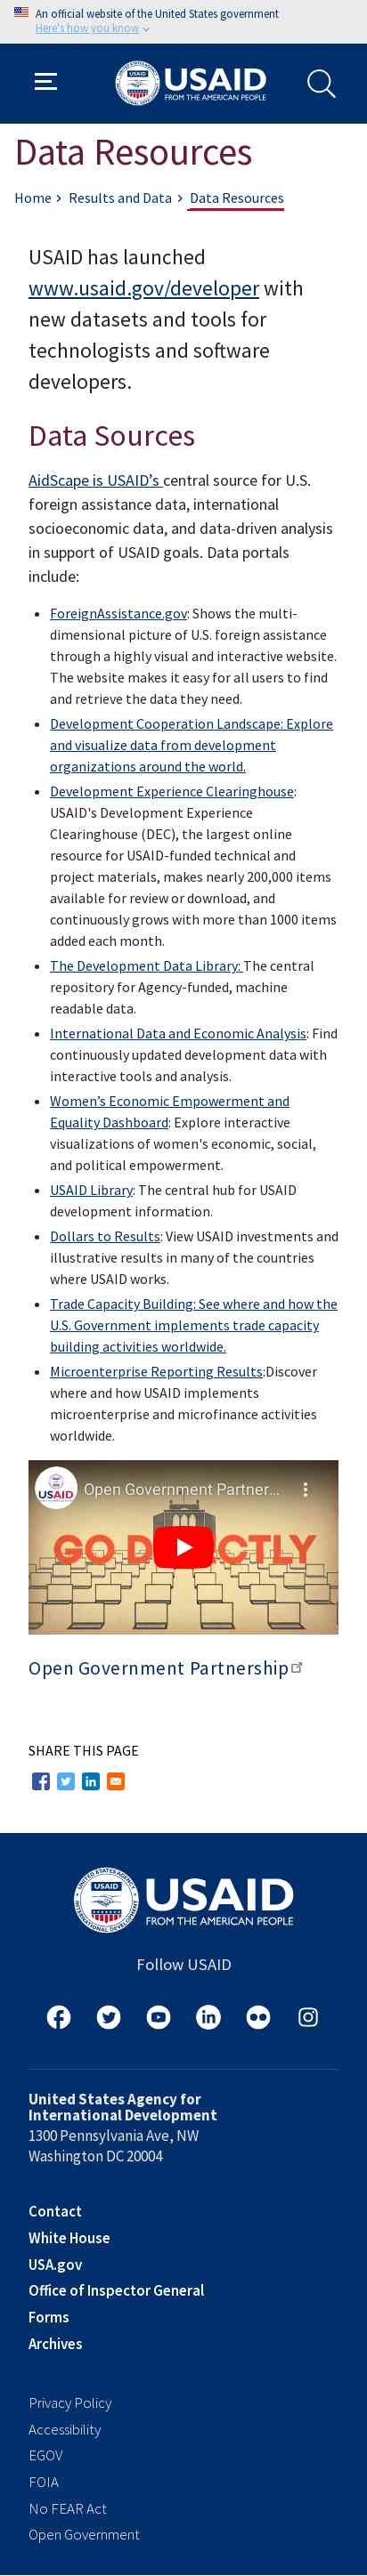 An official website of the United States government
Here's how you know
USAID
FROM THE AMERICAN PEOPLE
Data Resources
Home > Results and Data > Data Resources
USAID has launched
www.usaid.gov/developer with
new datasets and tools for
technologists and software
developers.
Data Sources
AidScape is USAID’s central source for U.S.
foreign assistance data, international
socioeconomic data, and data-driven analysis
in support of USAID goals. Data portals
include:
• ForeignAssistance.gov: Shows the multi-
dimensional picture of U.S. foreign assistance
through a highly visual and interactive website.
The website makes it easy for all users to find
and retrieve the data they need.
• Development Cooperation Landscape: Explore
and visualize data from development
organizations around the world.
• Development Experience Clearinghouse:
USAID's Development Experience
Clearinghouse (DEC), the largest online
resource for USAID-funded technical and
project materials, makes nearly 200,000 items
available for review or download, and
continuously grows with more than 1000 items
added each month.
• The Development Data Library: The central
repository for Agency-funded, machine
readable data.
• International Data and Economic Analysis: Find
continuously updated development data with
interactive tools and analysis.
• Women’s Economic Empowerment and
Equality Dashboard: Explore interactive
visualizations of women's economic, social,
and political empowerment.
• USAID Library: The central hub for USAID
development information.
• Dollars to Results: View USAID investments and
illustrative results in many of the countries
where USAID works.
• Trade Capacity Building: See where and how the
U.S. Government implements trade capacity
building activities worldwide.
• Microenterprise Reporting Results:Discover
where and how USAID implements
microenterprise and microfinance activities
worldwide.
USAID
Open Government Partner...
GO D CTLY
Open Government Partnership
SHARE THIS PAGE
USAID
USAID
FROM THE AMERICAN PEOPLE
Follow USAID
United States Agency for
International Development
1300 Pennsylvania Ave, NW
Washington DC 20004
Contact
White House
USA.gov
Office of Inspector General
Forms
Archives
Privacy Policy
Accessibility
EGOV
FOIA
No FEAR Act
Open Government